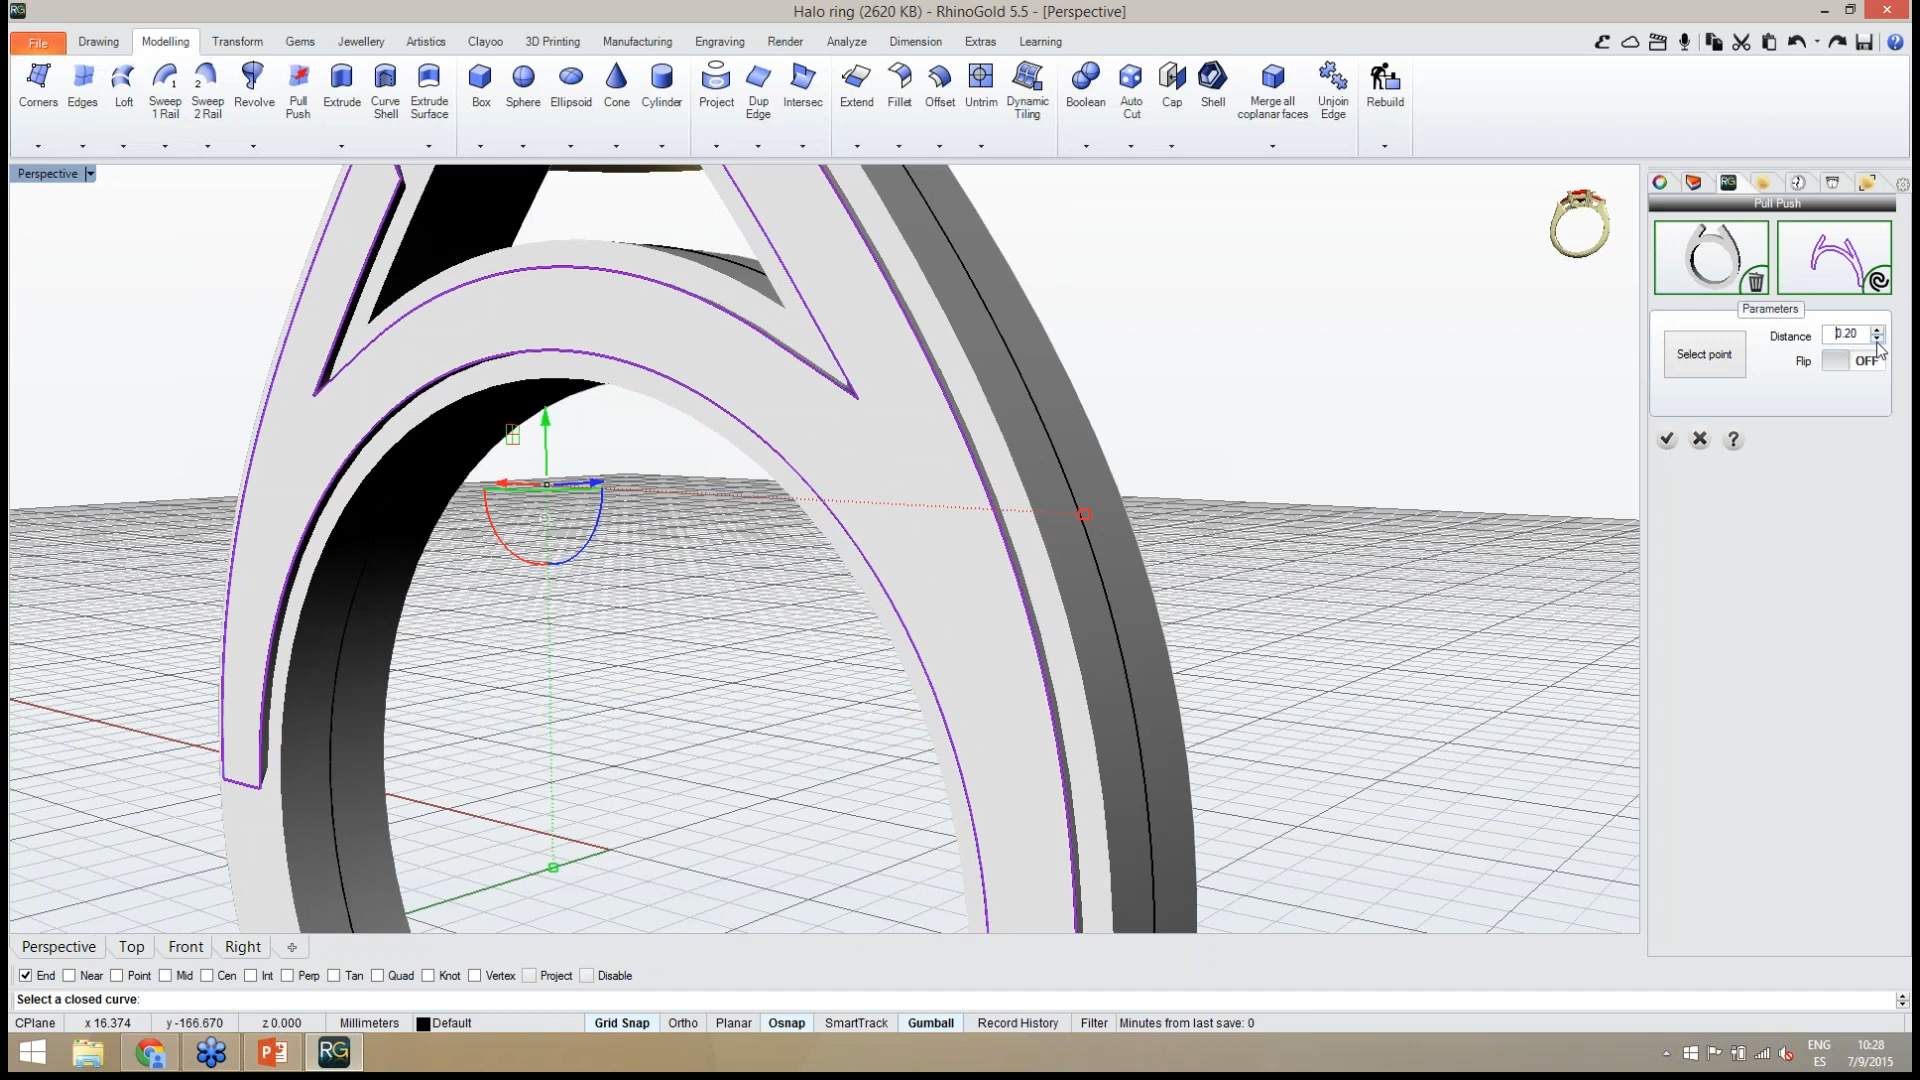 RG
Halo ring (2620 KB) - RhinoGold 5.5 - [Perspective]
File Drawing Modelling Transform Gems Jewellery Artistics Clayoo 3D Printing Manufacturing Engraving Render Analyze Dimension Extras Learning
Corners Edges Loft Sweep 1 Rail Sweep 2 Rail Revolve Pull Push Extrude Curve Shell Extrude Surface Box Sphere Ellipsoid Cone Cylinder Project Dup Edge Intersec Extend Fillet Offset Untrim Dynamic Tiling Boolean Auto Cut Cap Shell Merge all coplanar faces Unjoin Edge Rebuild
Perspective
RG
Pull Push
Parameters
Select point
Distance 0.20
Flip OFF
?
Perspective Top Front Right
End Near Point Mid Cen Int Perp Tan Quad Knot Vertex Project Disable
Select a closed curve:
CPlane x 16.374 y -166.670 z 0.000 Millimeters Default Grid Snap Ortho Planar Osnap SmartTrack Gumball Record History Filter Minutes from last save: 0
RG
ENG
ES
10:28
7/9/2015